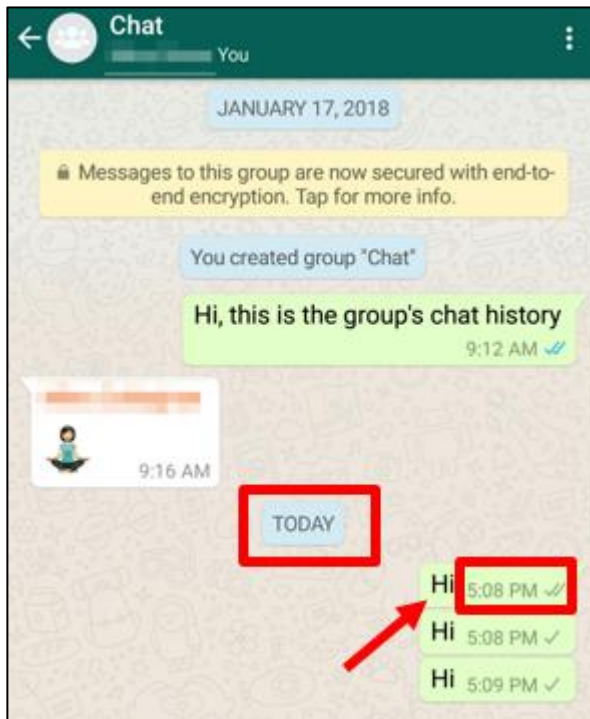 Chat
You
JANUARY 17, 2018
Messages to this group are now secured with end-to-
end encryption. Tap for more info.
You created group "Chat"
Hi, this is the group's chat history
9:12 AM
9:16 AM
TODAY
Hi 5:08 PM
Hi 5:08 PM
Hi 5:09 PM